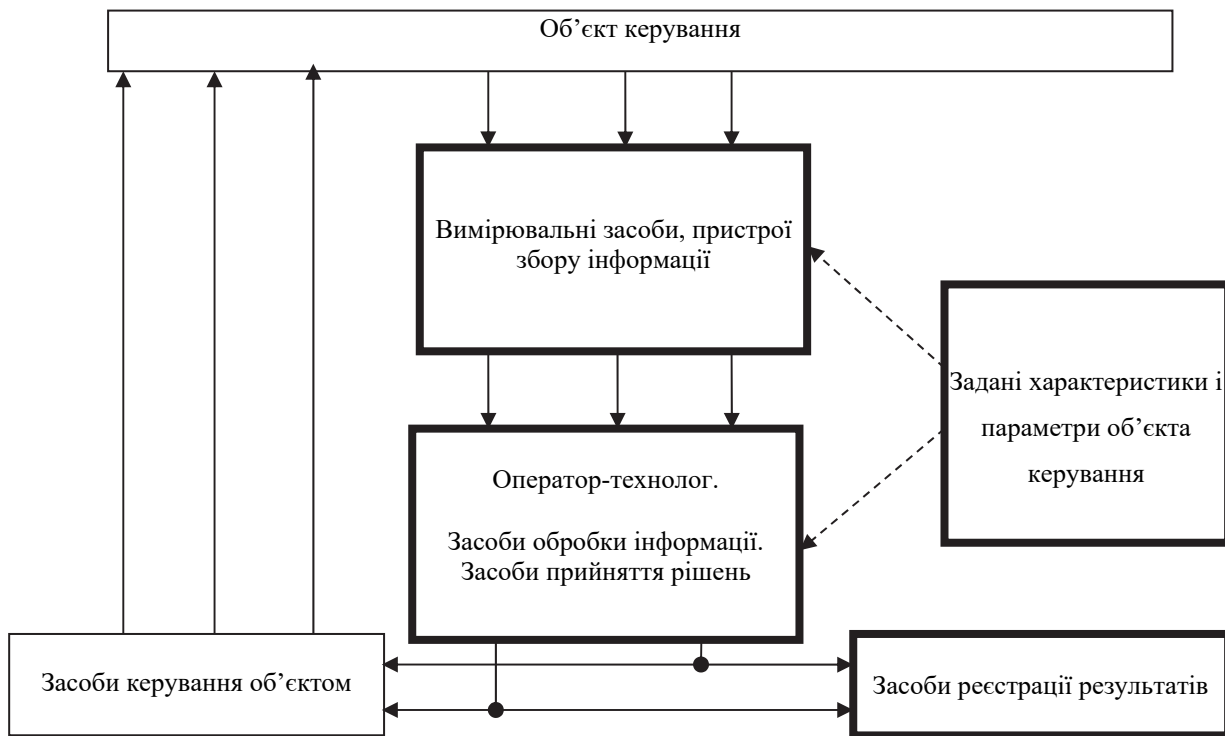 Об’єкт керування
Вимірювальні засоби, пристрої
збору інформації
Задані характеристики і
параметри об’єкта
керування
Оператор-технолог.
Засоби обробки інформації.
Засоби прийняття рішень
Засоби керування об’єктом
Засоби реєстрації результатів